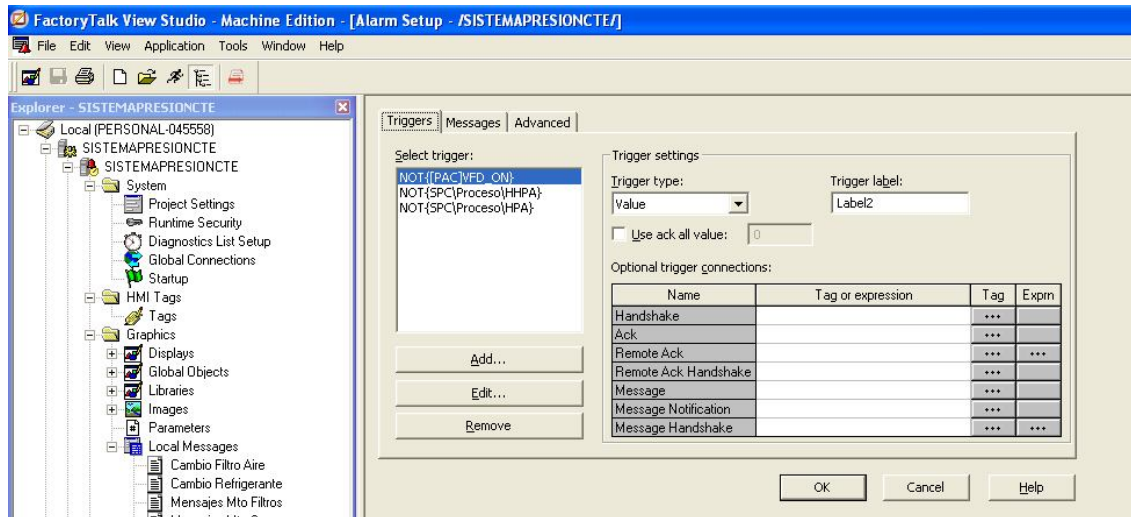 FactoryTalk View Studio - Machine Edition - [Alarm Setup - /SISTEMAPRESIONCTE/]
File Edit View Application Tools Window Help
Explorer - SISTEMAPRESIONCTE
Local (PERSONAL-045558)
SISTEMAPRESIONCTE
SISTEMAPRESIONCTE
System
Project Settings
Runtime Security
Diagnostics List Setup
Global Connections
Startup
HMI Tags
Tags
Graphics
Displays
Global Objects
Libraries
Images
Parameters
Local Messages
Cambio Filtro Aire
Cambio Refrigerante
Mensajes Mto Filtros
Triggers Messages Advanced
Select trigger:
NOT{[PAC]VFD_ON}
NOT{SPC\Proceso\HHPA}
NOT{SPC\Proceso\HPA}
Add...
Edit...
Remove
Trigger settings
Trigger type: Trigger label:
Value Label2
Use ack all value: 0
Optional trigger connections:
Name Tag or expression Tag Exprn
Handshake ...
Ack ...
Remote Ack ... ...
Remote Ack Handshake ...
Message ...
Message Notification ...
Message Handshake ... ...
OK Cancel Help